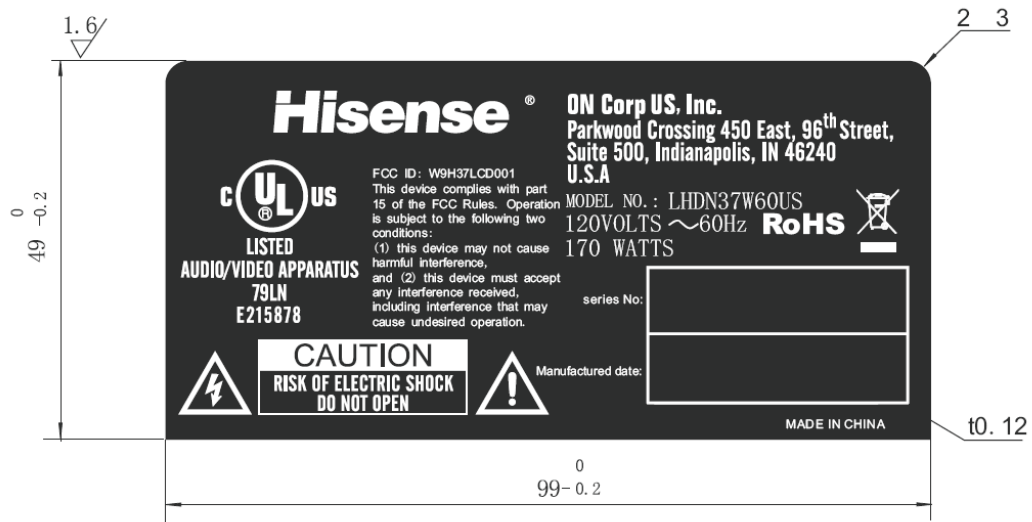 1.6
2 3
0
49-0.2
Hisense ®
ON Corp US, Inc.
Parkwood Crossing 450 East, 96th Street,
Suite 500, Indianapolis, IN 46240
U.S.A
C UL ® US
LISTED
AUDIO/VIDEO APPARATUS
79LN
E215878
FCC ID: W9H37LCD001
This device complies with part
15 of the FCC Rules. Operation
is subject to the following two
conditions:
(1) this device may not cause
harmful interference,
and (2) this device must accept
any interference received,
including interference that may
cause undesired operation.
MODEL NO.: LHDN37W60US
120VOLTS ～60Hz RoHS
170 WATTS
series No:
Manufactured date:
CAUTION
RISK OF ELECTRIC SHOCK
DO NOT OPEN
MADE IN CHINA
t0.12
0
99-0.2